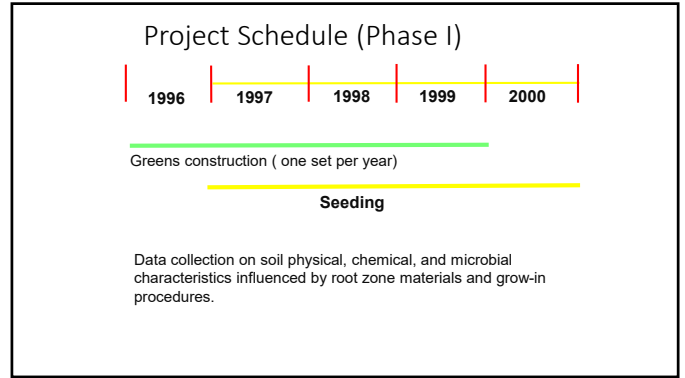 Project Schedule (Phase I)
1996 1997 1998 1999 2000
Greens construction ( one set per year)
Seeding
Data collection on soil physical, chemical, and microbial
characteristics influenced by root zone materials and grow-in
procedures.